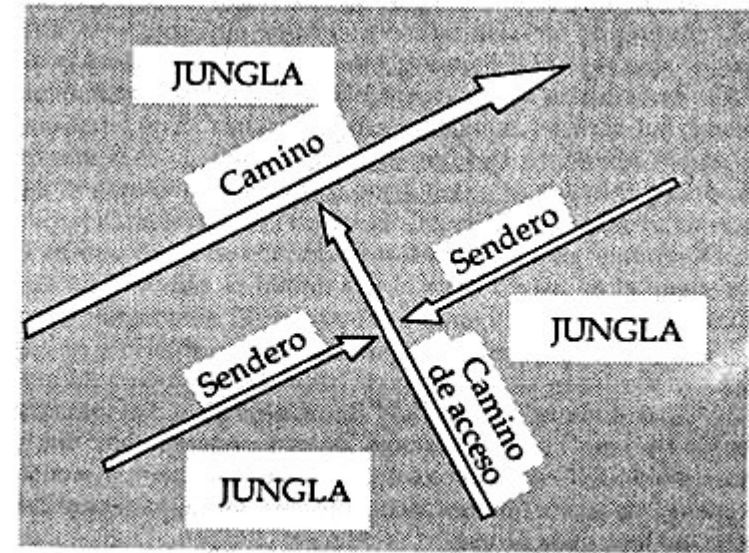 JUNGLA
Camino
Sendero
JUNGLA
Sendero
Camino
de acceso
JUNGLA